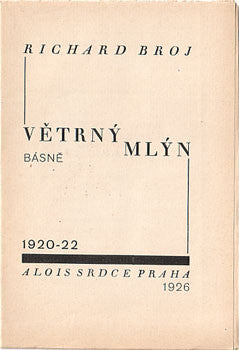 RICHARD BROJ
VĚTRNÝ
MLÝN
BÁSNĚ
1920-22
ALOIS SRDCE PRAHA
1926